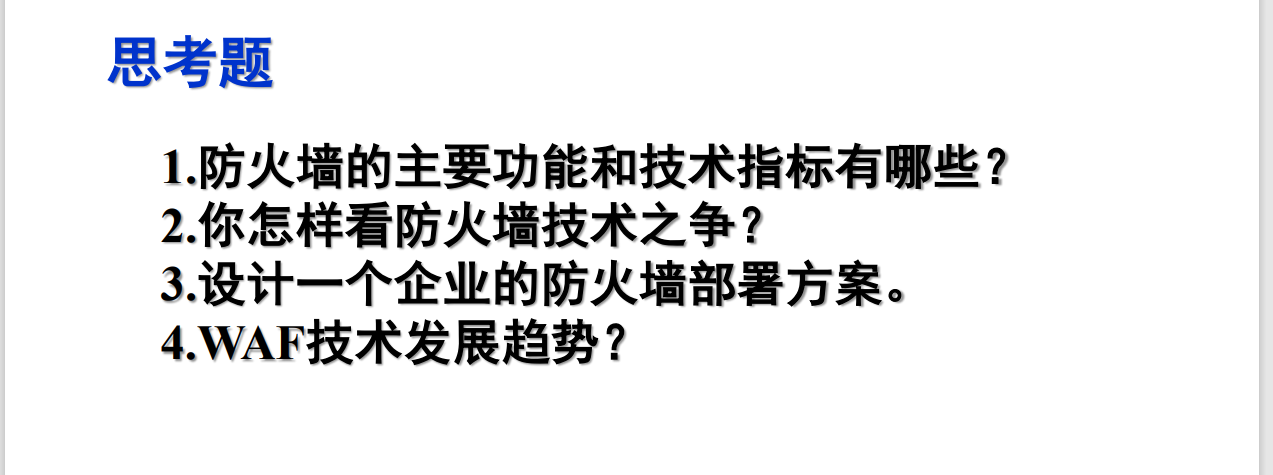 思考题
1.防火墙的主要功能和技术指标有哪些？
2.你怎样看防火墙技术之争？
3.设计一个企业的防火墙部署方案。
4.WAF技术发展趋势？